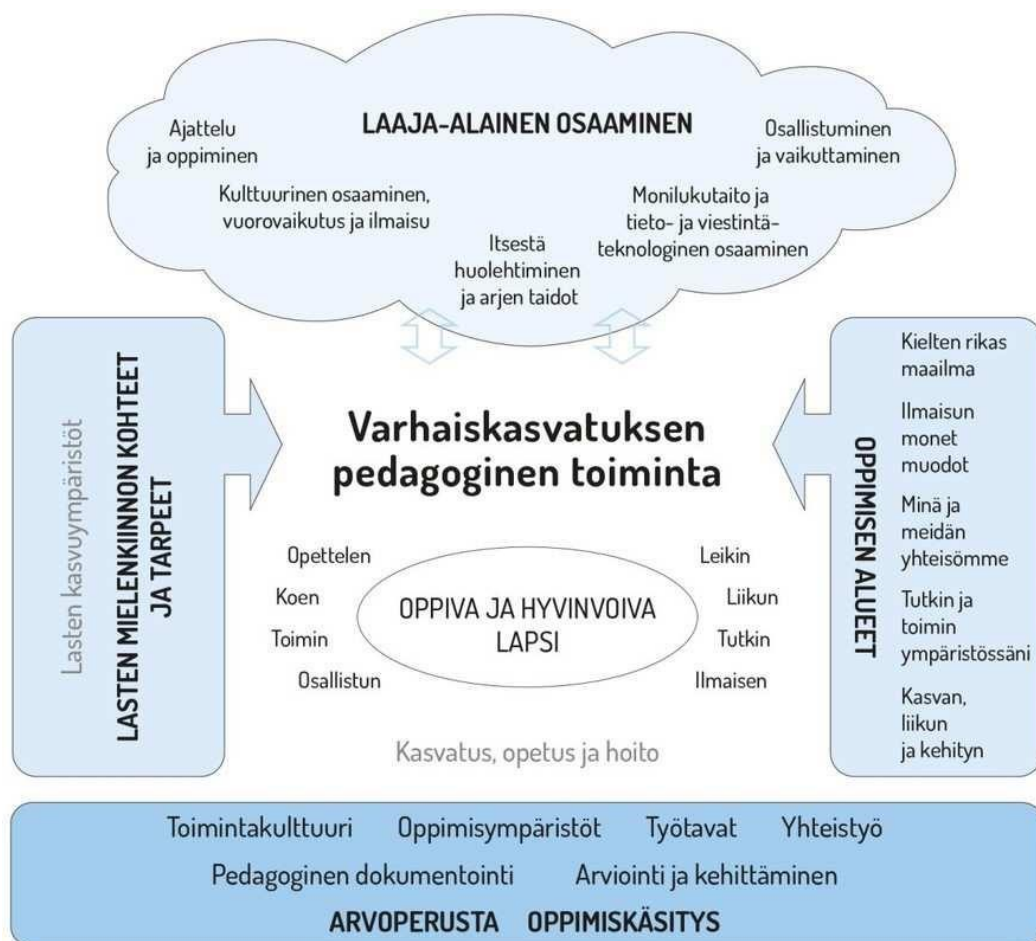 LAAJA-ALAINEN OSAAMINEN
Ajattelu
ja oppiminen
Kulttuurinen osaaminen,
vuorovaikutus ja ilmaisu
Itsestä
huolehtiminen
ja arjen taidot
Monilukutaito ja
tieto- ja viestintä-
teknologinen osaaminen
Osallistuminen
ja vaikuttaminen
Lasten kasvuympäristöt
LASTEN MIELENKIINNON KOHTEET
JA TARPEET
Varhaiskasvatuksen
pedagoginen toiminta
Opettelen
Koen
Toimin
Osallistun
OPPIVA JA HYVINVOIVA
LAPSI
Leikin
Liikun
Tutkin
Ilmaisen
Kasvatus, opetus ja hoito
OPPIMISEN ALUEET
Kielten rikas
maailma
Ilmaisun
monet
muodot
Minä ja
meidän
yhteisömme
Tutkin ja
toimin
ympäristössäni
Kasvan,
liikun
ja kehityn
Toimintakulttuuri Oppimisympäristöt Työtavat Yhteistyö
Pedagoginen dokumentointi Arviointi ja kehittäminen
ARVOPERUSTA OPPIMISKÄSITYS